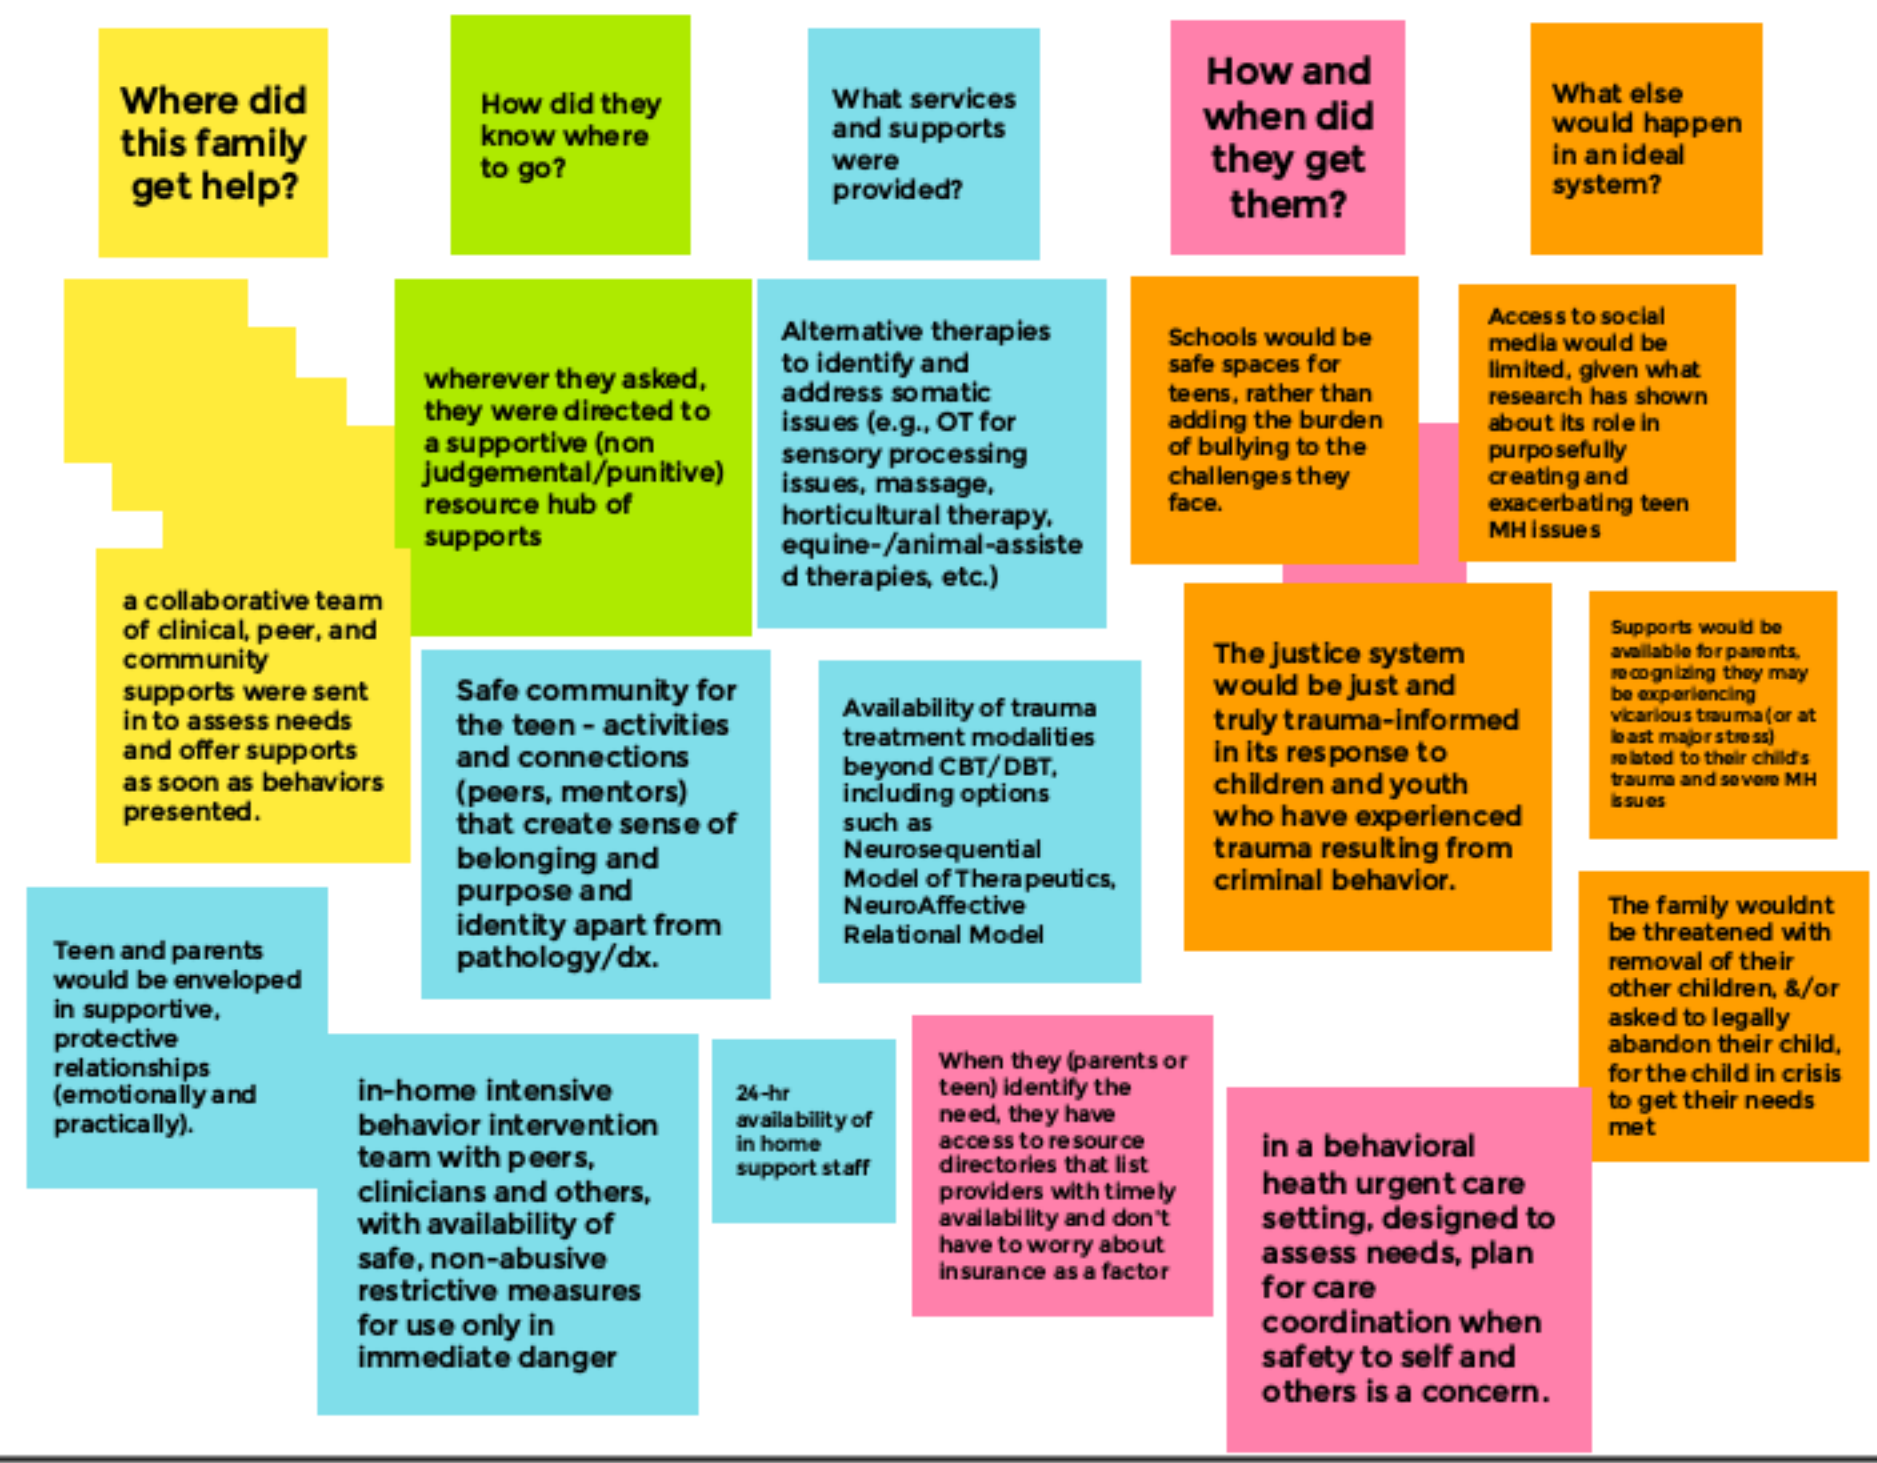 Where did
this family
get help?
How did they
know where
to go?
What services
and supports
were
provided?
How and
when did
they get
them?
What else
would happen
in an ideal
system?
wherever they asked,
they were directed to
a supportive (non
judgemental/punitive)
resource hub of
supports
Alternative therapies
to identify and
address somatic
issues (e.g., OT for
sensory processing
issues, massage,
horticultural therapy,
equine-/animal-assiste
d therapies, etc.)
Schools would be
safe spaces for
teens, rather than
adding the burden
of bullying to the
challenges they
face.
Access to social
media would be
limited, given what
research has shown
about its role in
purposefully
creating and
exacerbating teen
MH issues
a collaborative team
of clinical, peer, and
community
supports were sent
in to assess needs
and offer supports
as soon as behaviors
presented.
Safe community for
the teen - activities
and connections
(peers, mentors)
that create sense of
belonging and
purpose and
identity apart from
pathology/dx.
Availability of trauma
treatment modalities
beyond CBT/DBT,
including options
such as
Neurosequential
Model of Therapeutics,
NeuroAffective
Relational Model
The justice system
would be just and
truly trauma-informed
in its response to
children and youth
who have experienced
trauma resulting from
criminal behavior.
Supports would be
available for parents,
recognizing they may
be experiencing
vicarious trauma (or at
least major stress)
related to their child's
trauma and severe MH
issues
Teen and parents
would be enveloped
in supportive,
protective
relationships
(emotionally and
practically).
in-home intensive
behavior intervention
team with peers,
clinicians and others,
with availability of
safe, non-abusive
restrictive measures
for use only in
immediate danger
24-hr
availability of
in home
support staff
When they (parents or
teen) identify the
need, they have
access to resource
directories that list
providers with timely
availability and don't
have to worry about
insurance as a factor
in a behavioral
heath urgent care
setting, designed to
assess needs, plan
for care
coordination when
safety to self and
others is a concern.
The family wouldnt
be threatened with
removal of their
other children, &/or
asked to legally
abandon their child,
for the child in crisis
to get their needs
met